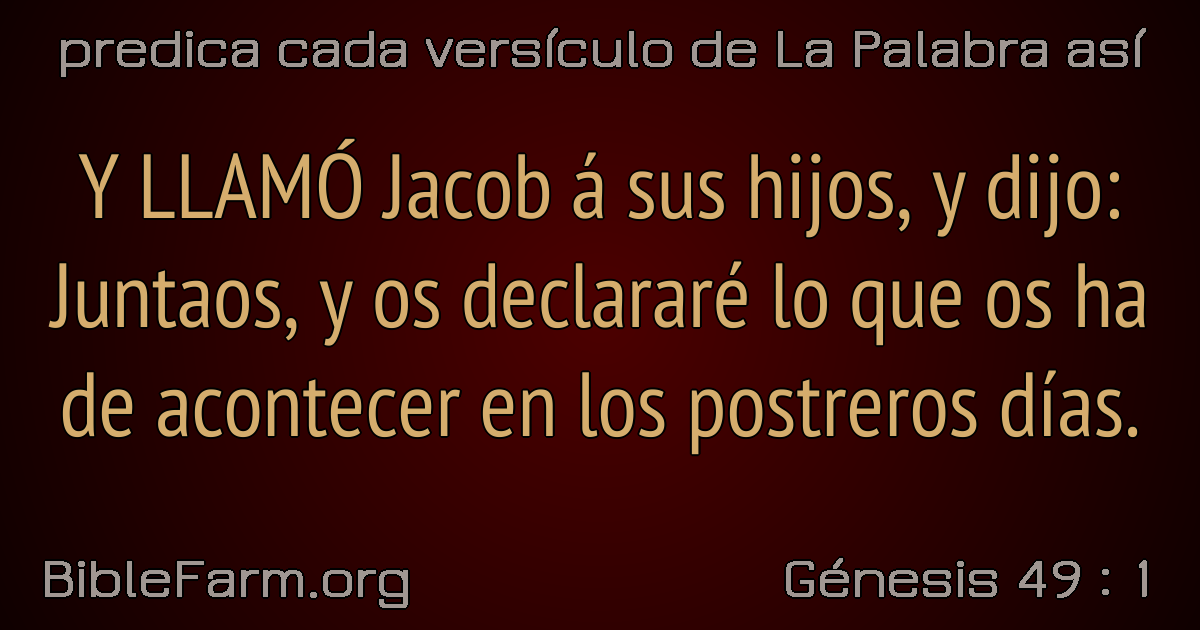 predica cada versículo de La Palabra así
Y LLAMÓ Jacob á sus hijos, y dijo:
Juntaos, y os declararé lo que os ha
de acontecer en los postreros días.
BibleFarm.org
Génesis 49 : 1